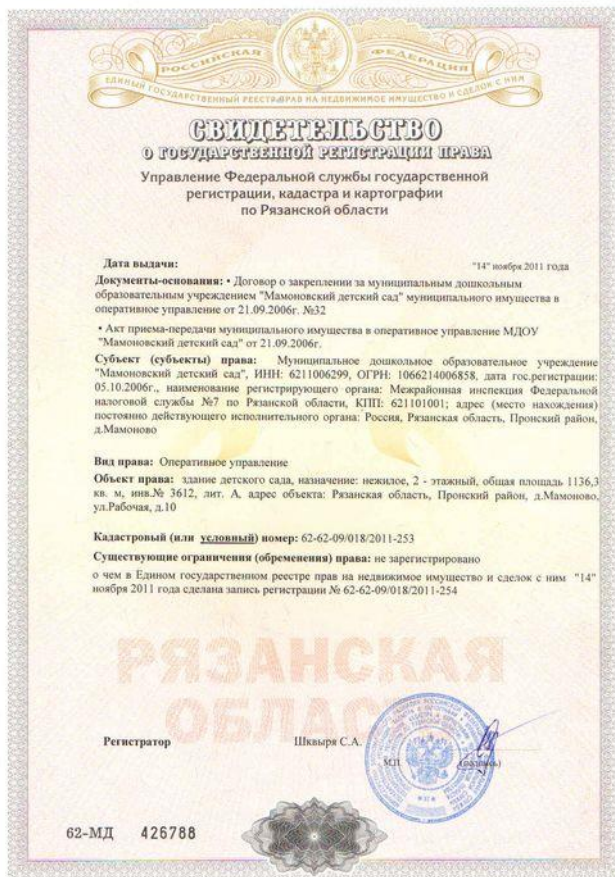 РОССИЙСКАЯ ФЕДЕРАЦИЯ
ЕДИНЫЙ ГОСУДАРСТВЕННЫЙ РЕЕСТР ПРАВ НА НЕДВИЖИМОЕ ИМУЩЕСТВО И СДЕЛОК С НИМ
СВИДЕТЕЛЬСТВО
О ГОСУДАРСТВЕННОЙ РЕГИСТРАЦИИ ПРАВА
Управление Федеральной службы государственной
регистрации, кадастра и картографии
по Рязанской области
Дата выдачи: "14" ноября 2011 года
Документы-основания: • Договор о закреплении за муниципальным дошкольным
образовательным учреждением "Мамоновский детский сад" муниципального имущества в
оперативное управление от 21.09.2006г. №32
• Акт приема-передачи муниципального имущества в оперативное управление МДОУ
"Мамоновский детский сад" от 21.09.2006г.
Субъект (субъекты) права: Муниципальное дошкольное образовательное учреждение
"Мамоновский детский сад", ИНН: 6211006299, ОГРН: 1066214006858, дата гос.регистрации:
05.10.2006г., наименование регистрирующего органа: Межрайонная инспекция Федеральной
налоговой службы №7 по Рязанской области, КПП: 621101001; адрес (место нахождения)
постоянно действующего исполнительного органа: Россия, Рязанская область, Пронский район,
д.Мамоново
Вид права: Оперативное управление
Объект права: здание детского сада, назначение: нежилое, 2 - этажный, общая площадь 1136,3
кв. м, инв.№ 3612, лит. А, адрес объекта: Рязанская область, Пронский район, д.Мамоново,
ул.Рабочая, д.10
Кадастровый (или условный) номер: 62-62-09/018/2011-253
Существующие ограничения (обременения) права: не зарегистрировано
о чем в Едином государственном реестре прав на недвижимое имущество и сделок с ним "14"
ноября 2011 года сделана запись регистрации № 62-62-09/018/2011-254
РЯЗАНСКАЯ
ОБЛАСТЬ
Регистратор Шквыря С.А.
М.П. (подпись)
62-МД 426788